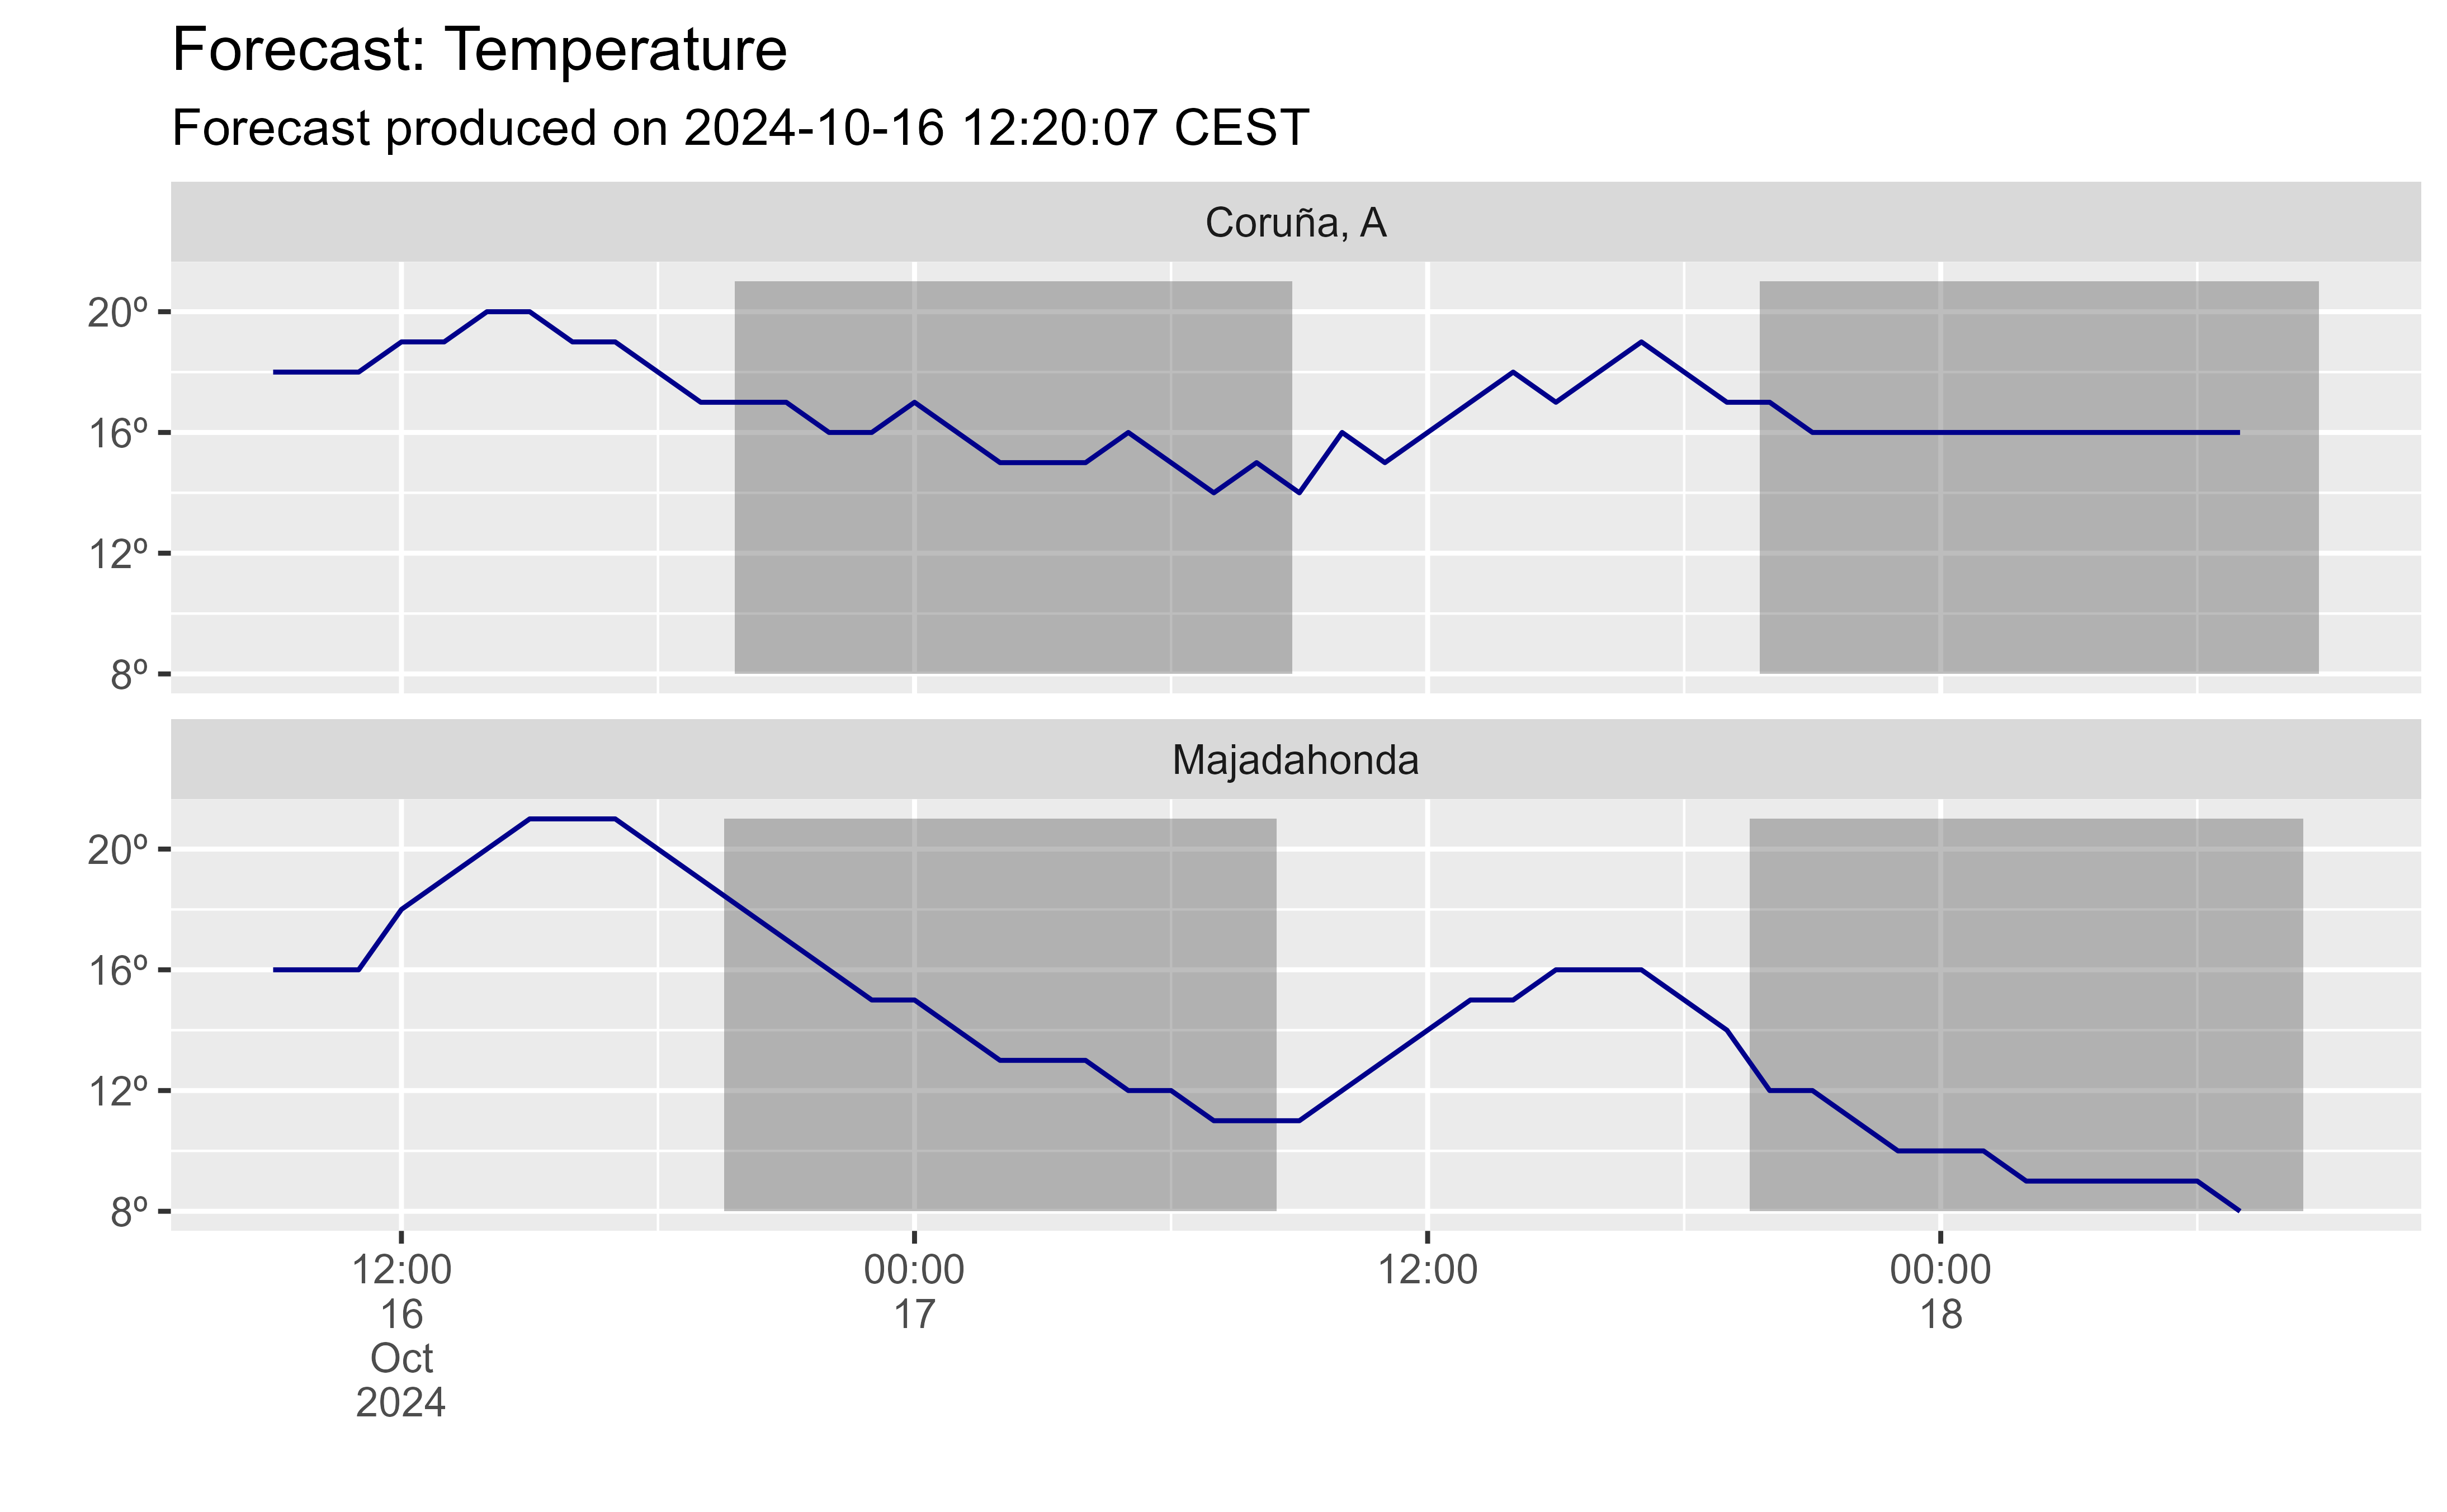 Forecast: Temperature
Forecast produced on 2024-10-16 12:20:07 CEST
Coruña, A
20º
16º
12º
8º
Majadahonda
20º
16º
12º
8º
12:00 00:00 12:00 00:00
16 17 18
Oct
2024